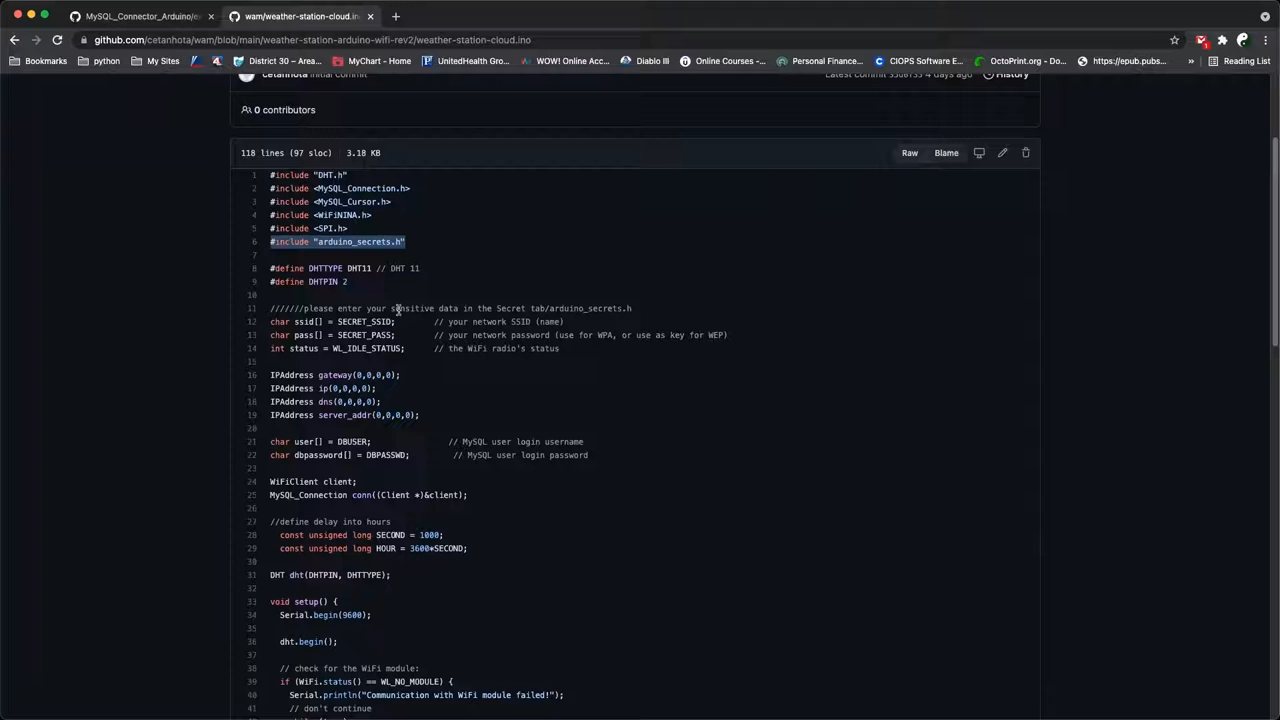 MySQL_Connector_Arduino/ex
wam/weather-station-cloud.ino
github.com/cetanhota/wam/blob/main/weather-station-arduino-wifi-rev2/weather-station-cloud.ino
Bookmarks python My Sites District 30 – Area... MyChart - Home UnitedHealth Gro... WOW! Online Acc... Diablo III Online Courses –... Personal Finance... CIOPS Software E... OctoPrint.org - Do... https://epub.pubs... » Reading List
cetanhota Initial Commit
Latest commit 4 days ago History
0 contributors
118 lines (97 sloc) 3.18 KB Raw Blame
1 #include "DHT.h"
2 #include <MySQL_Connection.h>
3 #include <MySQL_Cursor.h>
4 #include <WiFiNINA.h>
5 #include <SPI.h>
6 #include "arduino_secrets.h"
7
8 #define DHTTYPE DHT11 // DHT 11
9 #define DHTPIN 2
10
11 ///////please enter your sensitive data in the Secret tab/arduino_secrets.h
12 char ssid[] = SECRET_SSID; // your network SSID (name)
13 char pass[] = SECRET_PASS; // your network password (use for WPA, or use as key for WEP)
14 int status = WL_IDLE_STATUS; // the WiFi radio's status
15
16 IPAddress gateway(0,0,0,0);
17 IPAddress ip(0,0,0,0);
18 IPAddress dns(0,0,0,0);
19 IPAddress server_addr(0,0,0,0);
20
21 char user[] = DBUSER; // MySQL user login username
22 char dbpassword[] = DBPASSWD; // MySQL user login password
23
24 WiFiClient client;
25 MySQL_Connection conn((Client *)&client);
26
27 //define delay into hours
28 const unsigned long SECOND = 1000;
29 const unsigned long HOUR = 3600*SECOND;
30
31 DHT dht(DHTPIN, DHTTYPE);
32
33 void setup() {
34 Serial.begin(9600);
35
36 dht.begin();
37
38 // check for the WiFi module:
39 if (WiFi.status() == WL_NO_MODULE) {
40 Serial.println("Communication with WiFi module failed!");
41 // don't continue